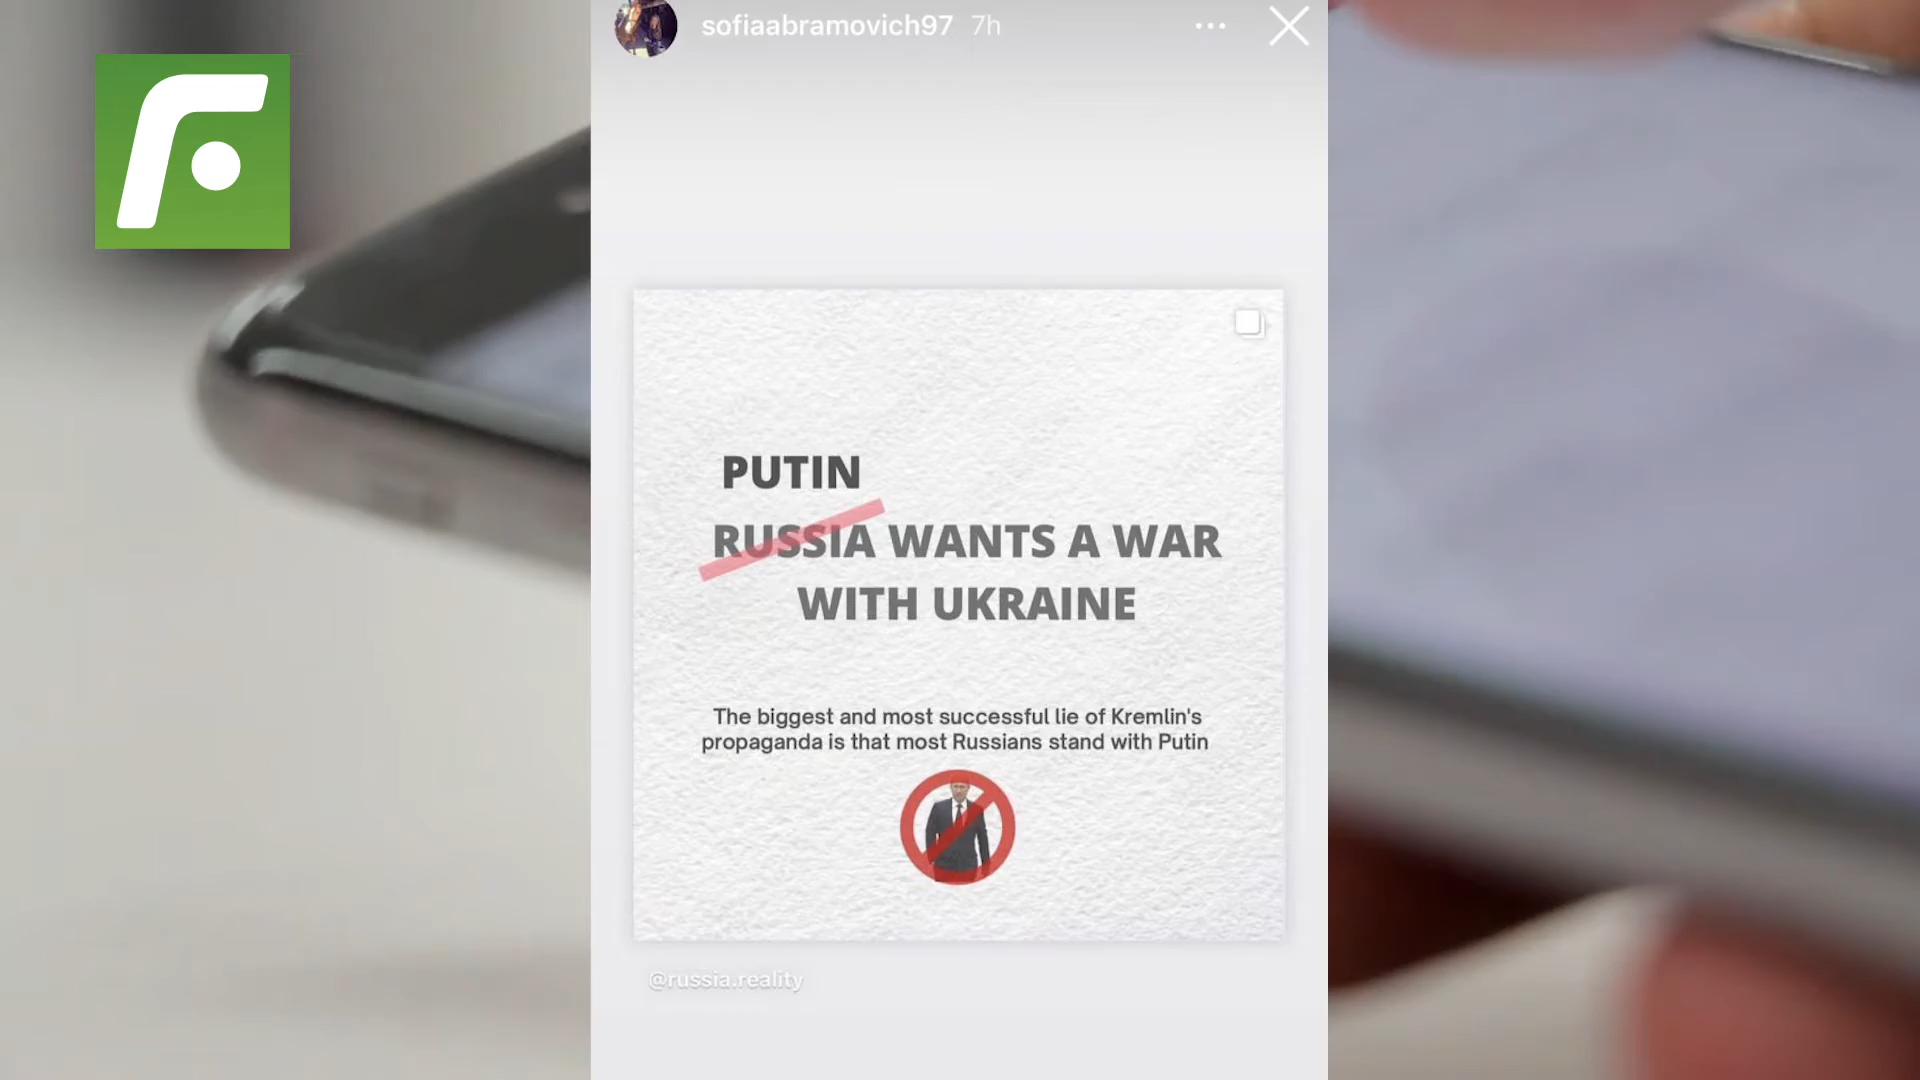 sofiaabramovich97 7h
PUTIN
RUSSIA WANTS A WAR
WITH UKRAINE
The biggest and most successful lie of Kremlin's
propaganda is that most Russians stand with Putin
@russia.reality